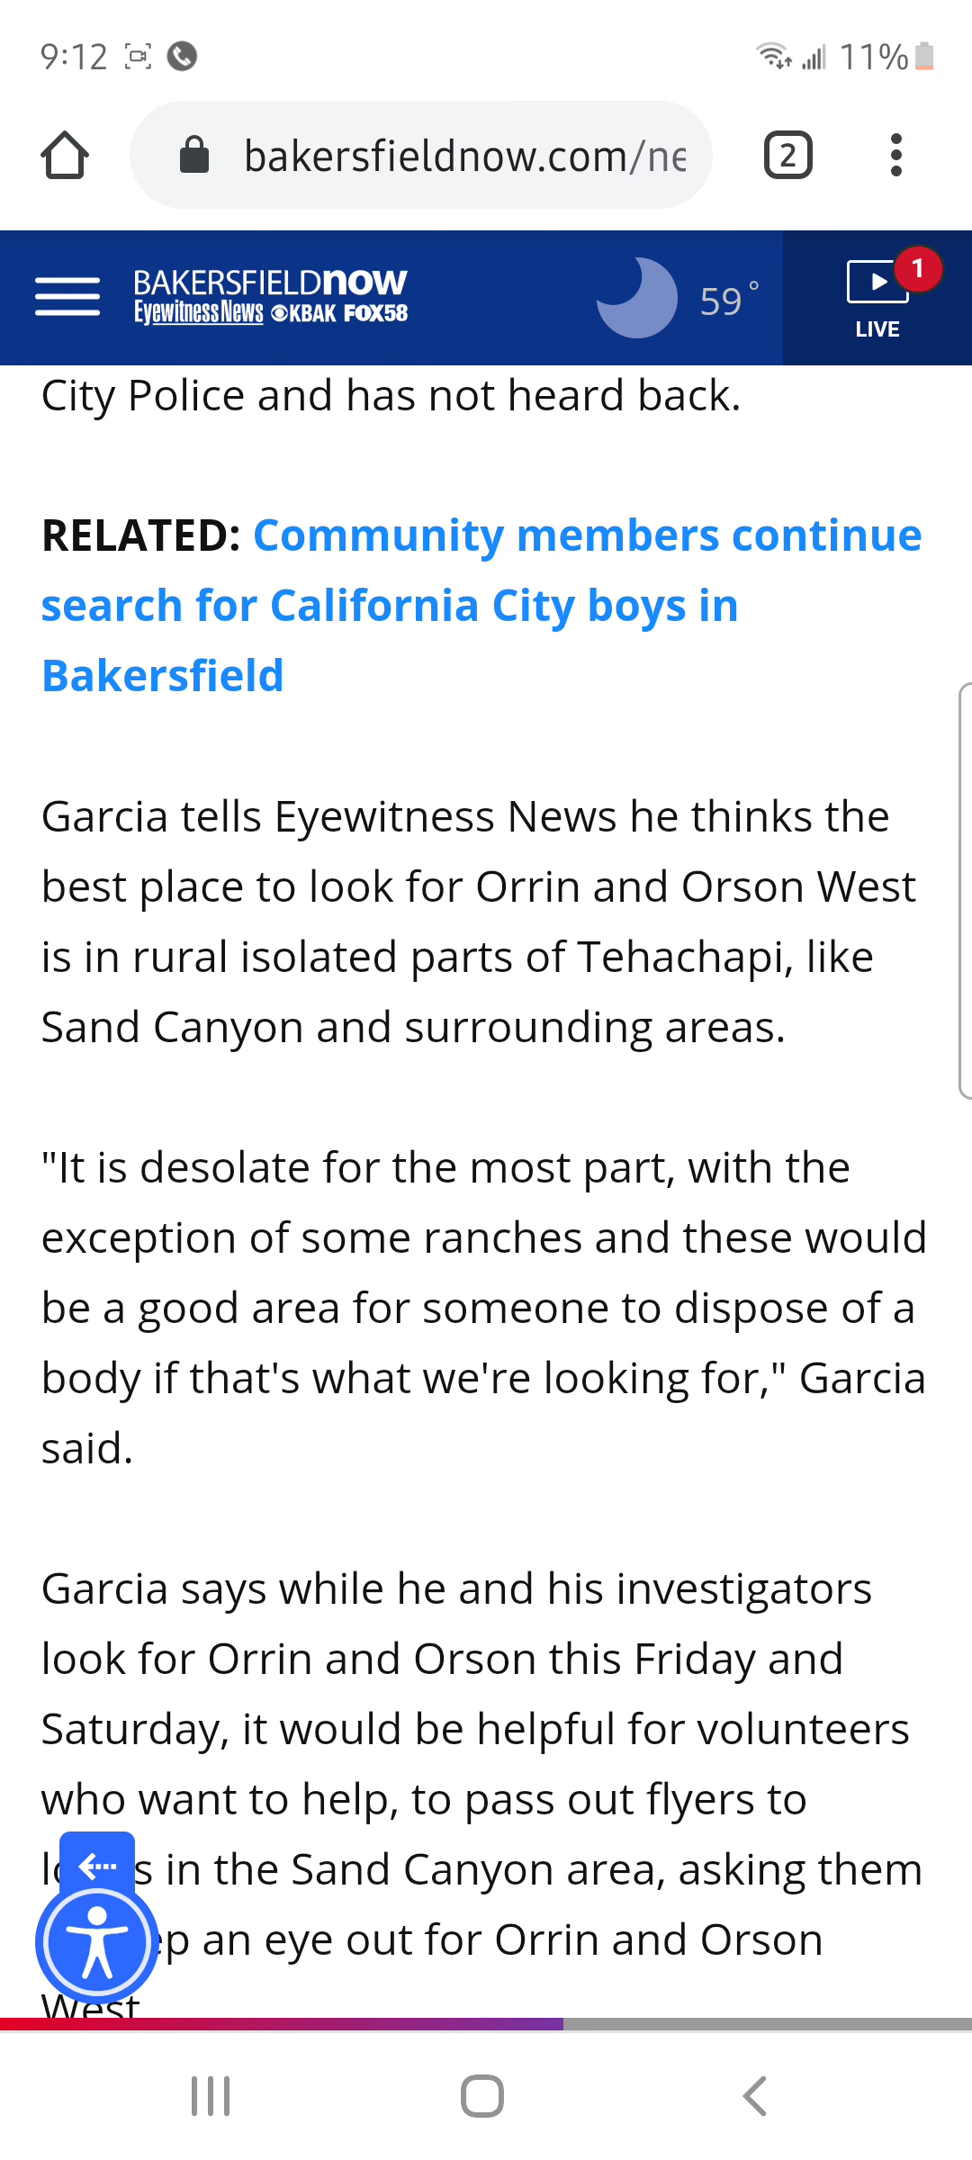 9:12
11%
bakersfieldnow.com/ne
2
BAKERSFIELDnow
EyewitnessNews KBAK FOX58
59°
1
LIVE
City Police and has not heard back.
RELATED: Community members continue
search for California City boys in
Bakersfield
Garcia tells Eyewitness News he thinks the
best place to look for Orrin and Orson West
is in rural isolated parts of Tehachapi, like
Sand Canyon and surrounding areas.
"It is desolate for the most part, with the
exception of some ranches and these would
be a good area for someone to dispose of a
body if that's what we're looking for," Garcia
said.
Garcia says while he and his investigators
look for Orrin and Orson this Friday and
Saturday, it would be helpful for volunteers
who want to help, to pass out flyers to
in the Sand Canyon area, asking them
an eye out for Orrin and Orson
West